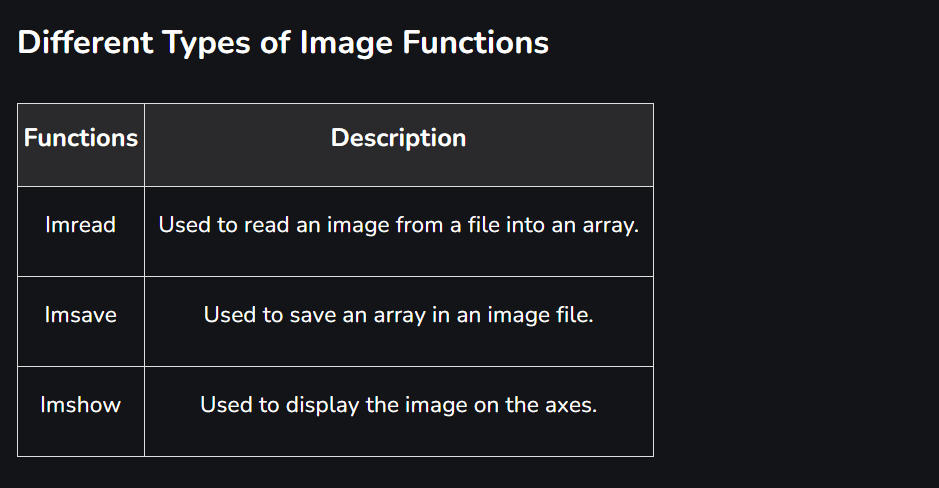 Different Types of Image Functions
Functions Description
Imread Used to read an image from a file into an array.
Imsave Used to save an array in an image file.
Imshow Used to display the image on the axes.